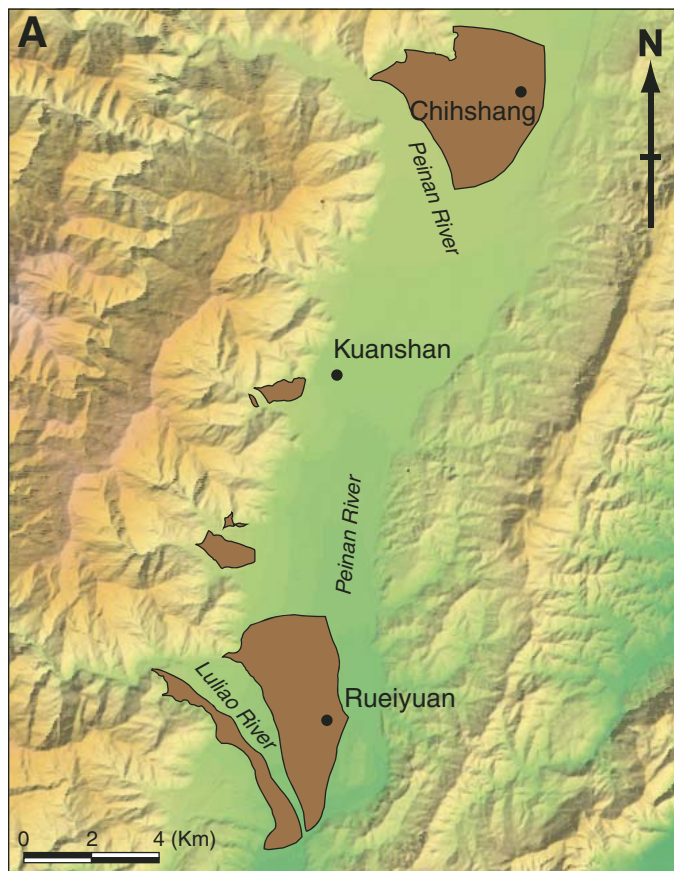 A
N
Chihshang
Peinan River
Kuanshan
Peinan River
Luliao River
Rueiyuan
0 2 4 (Km)